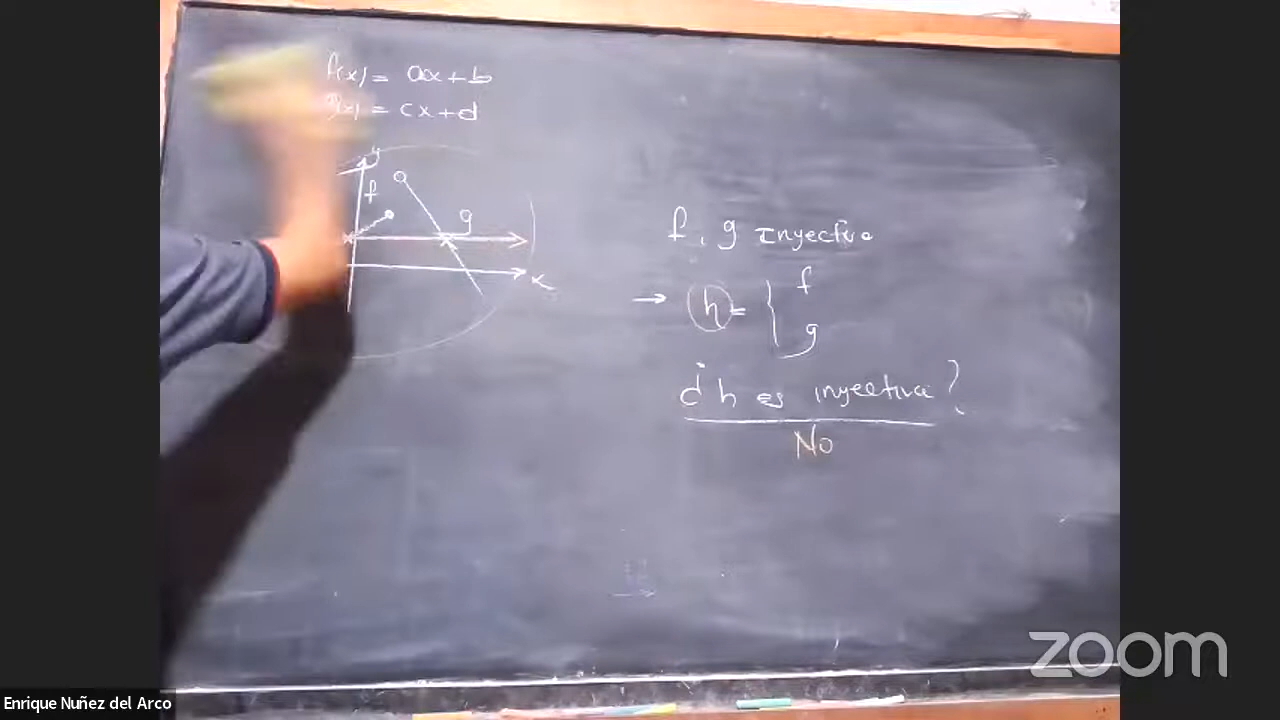 f(x) = ax + b
g(x) = cx + d
y
f
g
x
f, g inyectiva
→ h = { f
g
¿h es inyectiva?
No
zoom
Enrique Nuñez del Arco